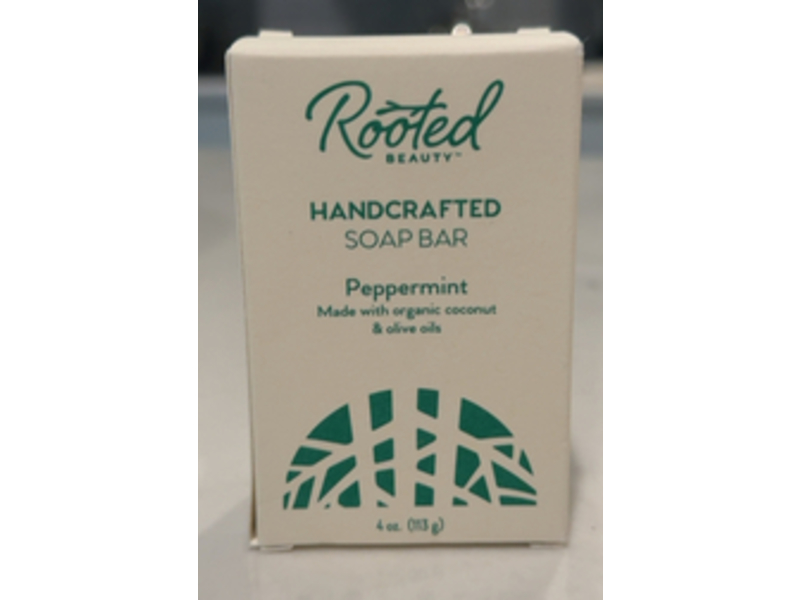 Rooted
BEAUTY™
HANDCRAFTED
SOAP BAR
Peppermint
Made with organic coconut
& olive oils
4 oz. (113 g)